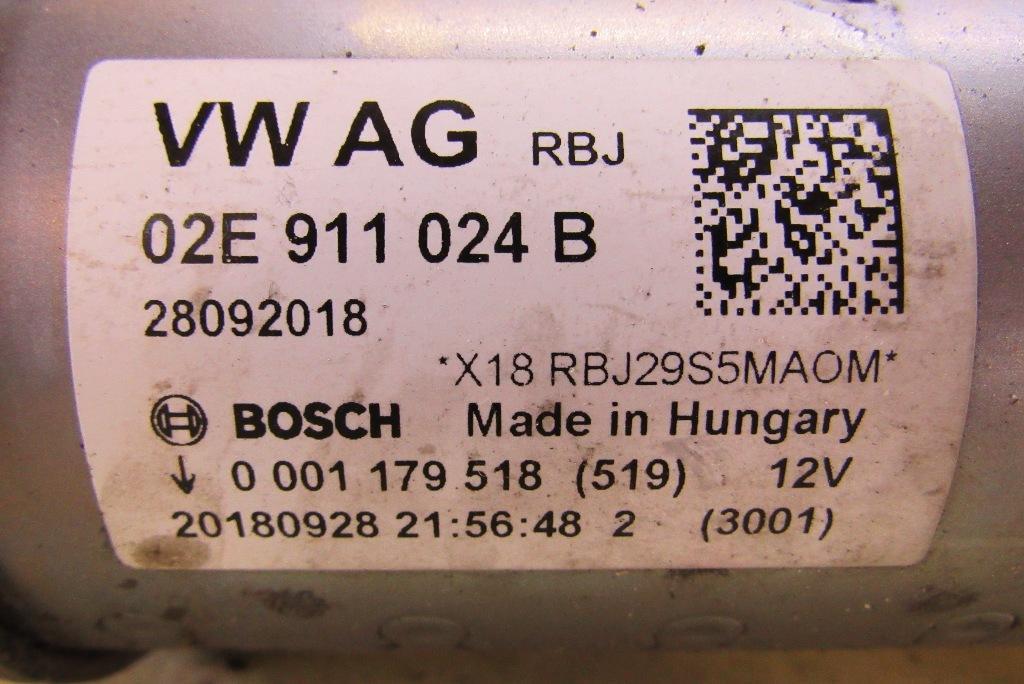 VW AG RBJ
02E 911 024 B
28092018
*X18 RBJ29S5MAOM*
BOSCH Made in Hungary
0 001 179 518 (519) 12V
20180928 21:56:48 2 (3001)